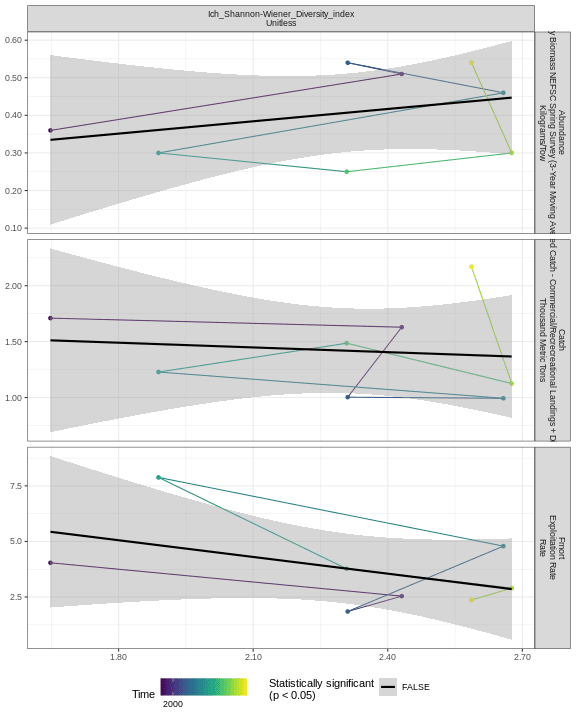 Ich_Shannon-Wiener_Diversity_index
Unitless
0.60
0.50
0.40
0.30
0.20
0.10
Abundance
y Biomass NEFSC Spring Survey (3-Year Moving Ave
Kilograms/Tow
2.00
1.50
1.00
Catch
ed Catch - Commercial/Recreational Landings + D
Thousand Metric Tons
7.5
5.0
2.5
Fmort
Exploitation Rate
Rate
1.80
2.10
2.40
2.70
Time
2000
Statistically significant
(p < 0.05)
FALSE